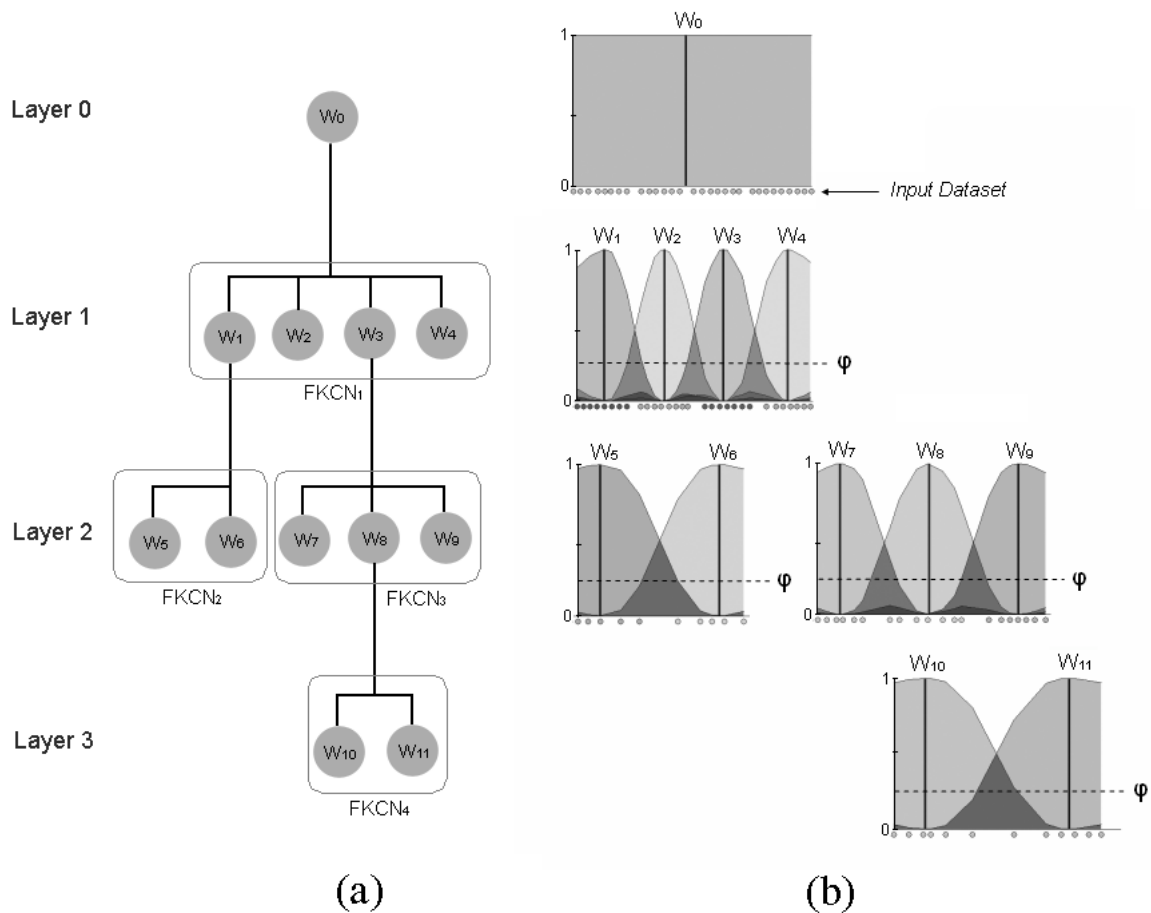 Layer 0
W0
Layer 1
W1 W2 W3 W4
FKCN1
Layer 2
W5 W6 W7 W8 W9
FKCN2 FKCN3
Layer 3
W10 W11
FKCN4
(a)
W0
1
0
Input Dataset
W1 W2 W3 W4
1
φ
0
W5 W6
1
φ
0
W7 W8 W9
1
φ
0
W10 W11
1
φ
0
(b)